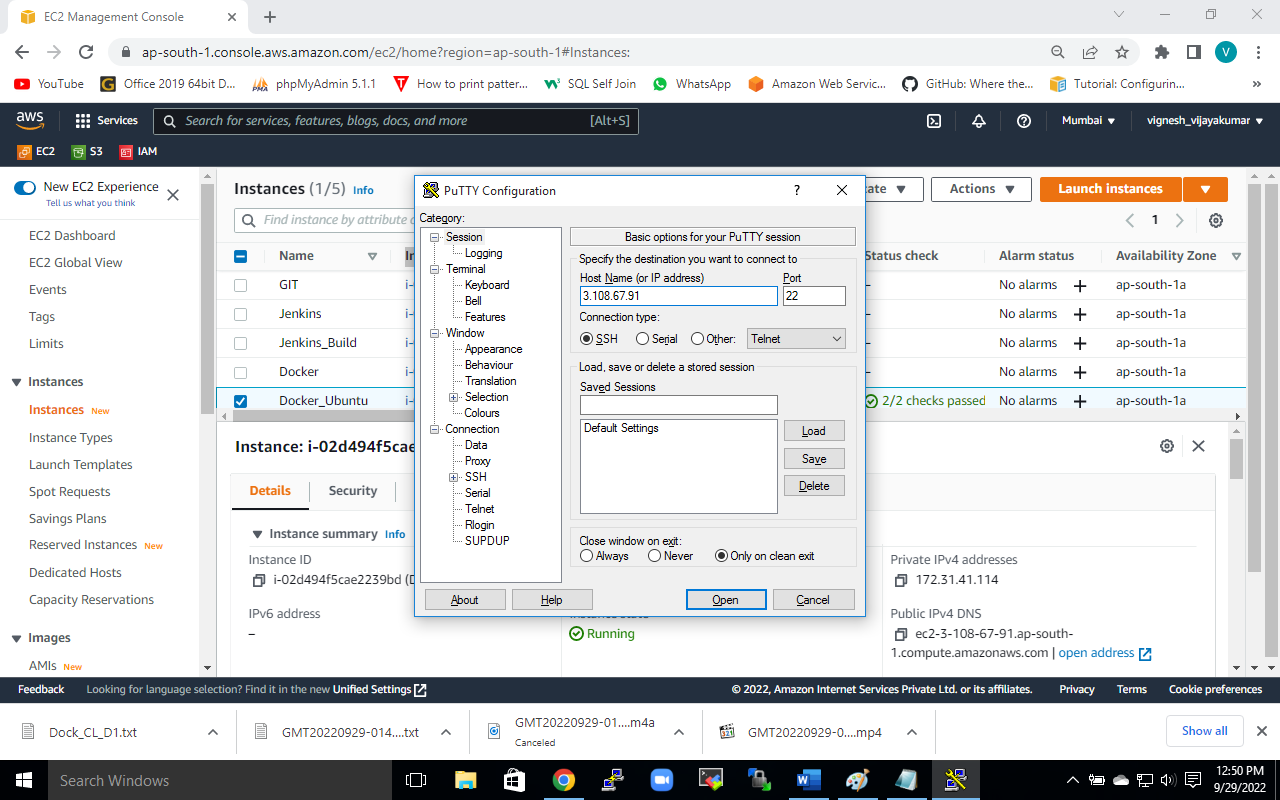 EC2 Management Console
ap-south-1.console.aws.amazon.com/ec2/home?region=ap-south-1#Instances:
V
YouTube
Office 2019 64bit D...
phpMyAdmin 5.1.1
How to print patter...
SQL Self Join
WhatsApp
Amazon Web Servic...
GitHub: Where the...
Tutorial: Configurin...
aws
Services
Search for services, features, blogs, docs, and more
[Alt+S]
Mumbai
vignesh_vijayakumar
EC2
S3
IAM
New EC2 Experience
Tell us what you think
EC2 Dashboard
EC2 Global View
Events
Tags
Limits
Instances
Instances New
Instance Types
Launch Templates
Spot Requests
Savings Plans
Reserved Instances New
Dedicated Hosts
Capacity Reservations
Images
AMIs New
Instances (1/5) Info
Actions
Launch instances
Find instance by attribute
1
Name
Status check
Alarm status
Availability Zone
GIT
i-
–
No alarms
ap-south-1a
Jenkins
i-
–
No alarms
ap-south-1a
Jenkins_Build
i-
–
No alarms
ap-south-1a
Docker
i-
–
No alarms
ap-south-1a
Docker_Ubuntu
i-
2/2 checks passed
No alarms
ap-south-1a
Instance: i-02d494f5cae
Details
Security
Instance summary Info
Instance ID
i-02d494f5cae2239bd (D
IPv6 address
–
Running
Private IPv4 addresses
172.31.41.114
Public IPv4 DNS
ec2-3-108-67-91.ap-south-
1.compute.amazonaws.com | open address
PuTTY Configuration
?
Category:
Session
Logging
Terminal
Keyboard
Bell
Features
Window
Appearance
Behaviour
Translation
Selection
Colours
Connection
Data
Proxy
SSH
Serial
Telnet
Rlogin
SUPDUP
Basic options for your PuTTY session
Specify the destination you want to connect to
Host Name (or IP address)
Port
3.108.67.91
22
Connection type:
SSH
Serial
Other:
Telnet
Load, save or delete a stored session
Saved Sessions
Default Settings
Load
Save
Delete
Close window on exit:
Always
Never
Only on clean exit
About
Help
Open
Cancel
Feedback
Looking for language selection? Find it in the new Unified Settings
© 2022, Amazon Internet Services Private Ltd. or its affiliates.
Privacy
Terms
Cookie preferences
Dock_CL_D1.txt
GMT20220929-014....txt
GMT20220929-01....m4a
Canceled
GMT20220929-0....mp4
Show all
Search Windows
12:50 PM
9/29/2022